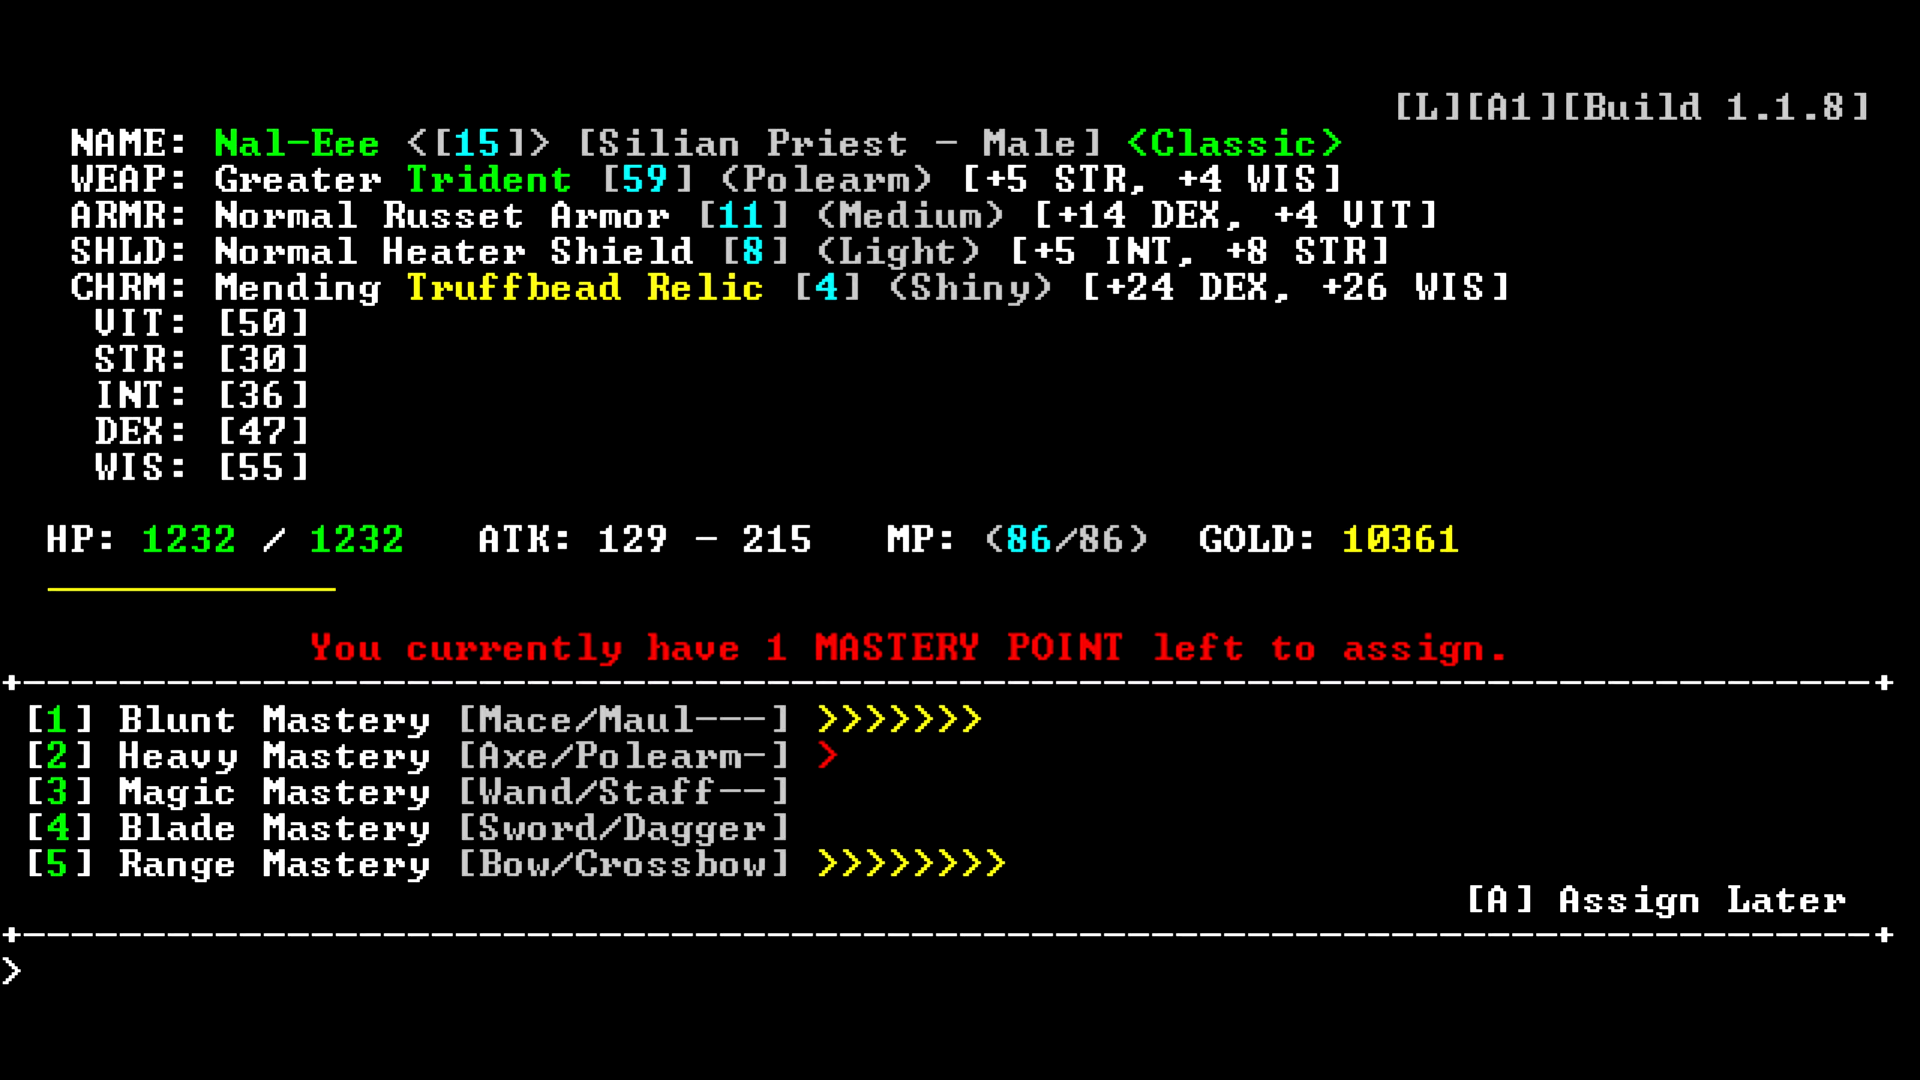 [L][A1][Build 1.1.8]
NAME: Nal-Eee <([15])> [Silian Priest - Male] <Classic>
WEAP: Greater Trident [59] (Polearm) [+5 STR, +4 WIS]
ARMR: Normal Russet Armor [11] (Medium) [+14 DEX, +4 VIT]
SHLD: Normal Heater Shield [8] (Light) [+5 INT, +8 STR]
CHRM: Mending Truffbead Relic [4] (Shiny) [+24 DEX, +26 WIS]
VIT: [50]
STR: [30]
INT: [36]
DEX: [47]
WIS: [55]
HP: 1232 / 1232 ATK: 129 - 215 MP: (86/86) GOLD: 10361
You currently have 1 MASTERY POINT left to assign.
+-----------------------------------------------------------------------------+
[1] Blunt Mastery [Mace/Maul---] >>>>>>>
[2] Heavy Mastery [Axe/Polearm-] >
[3] Magic Mastery [Wand/Staff--]
[4] Blade Mastery [Sword/Dagger]
[5] Range Mastery [Bow/Crossbow] >>>>>>>>
[A] Assign Later
+-----------------------------------------------------------------------------+
>